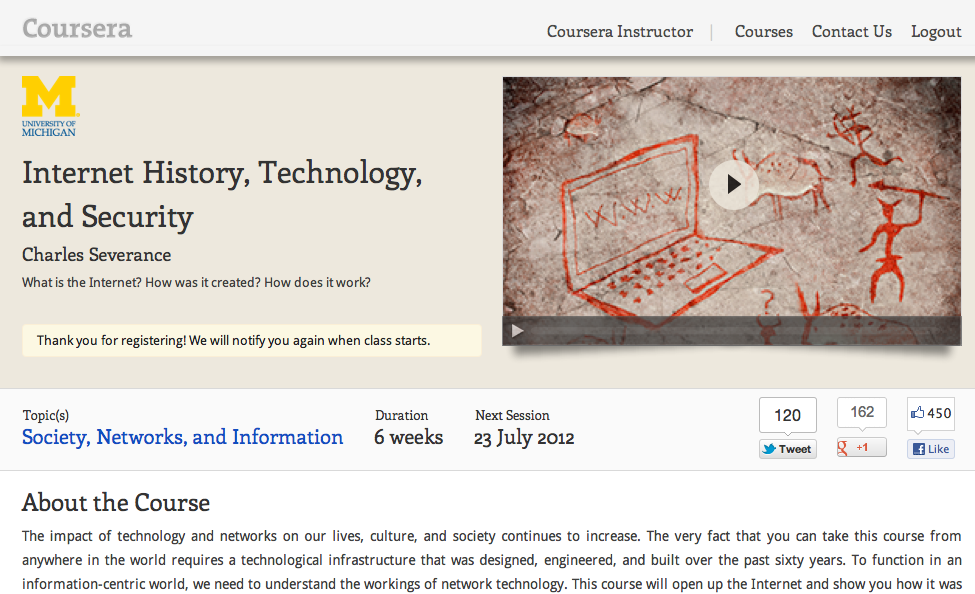 Coursera
Coursera Instructor | Courses Contact Us Logout
M
UNIVERSITY OF
MICHIGAN
Internet History, Technology,
and Security
Charles Severance
What is the Internet? How was it created? How does it work?
Thank you for registering! We will notify you again when class starts.
W.W.W
?
Topic(s)
Society, Networks, and Information
Duration
6 weeks
Next Session
23 July 2012
120
Tweet
162
g +1
450
f Like
About the Course
The impact of technology and networks on our lives, culture, and society continues to increase. The very fact that you can take this course from
anywhere in the world requires a technological infrastructure that was designed, engineered, and built over the past sixty years. To function in an
information-centric world, we need to understand the workings of network technology. This course will open up the Internet and show you how it was